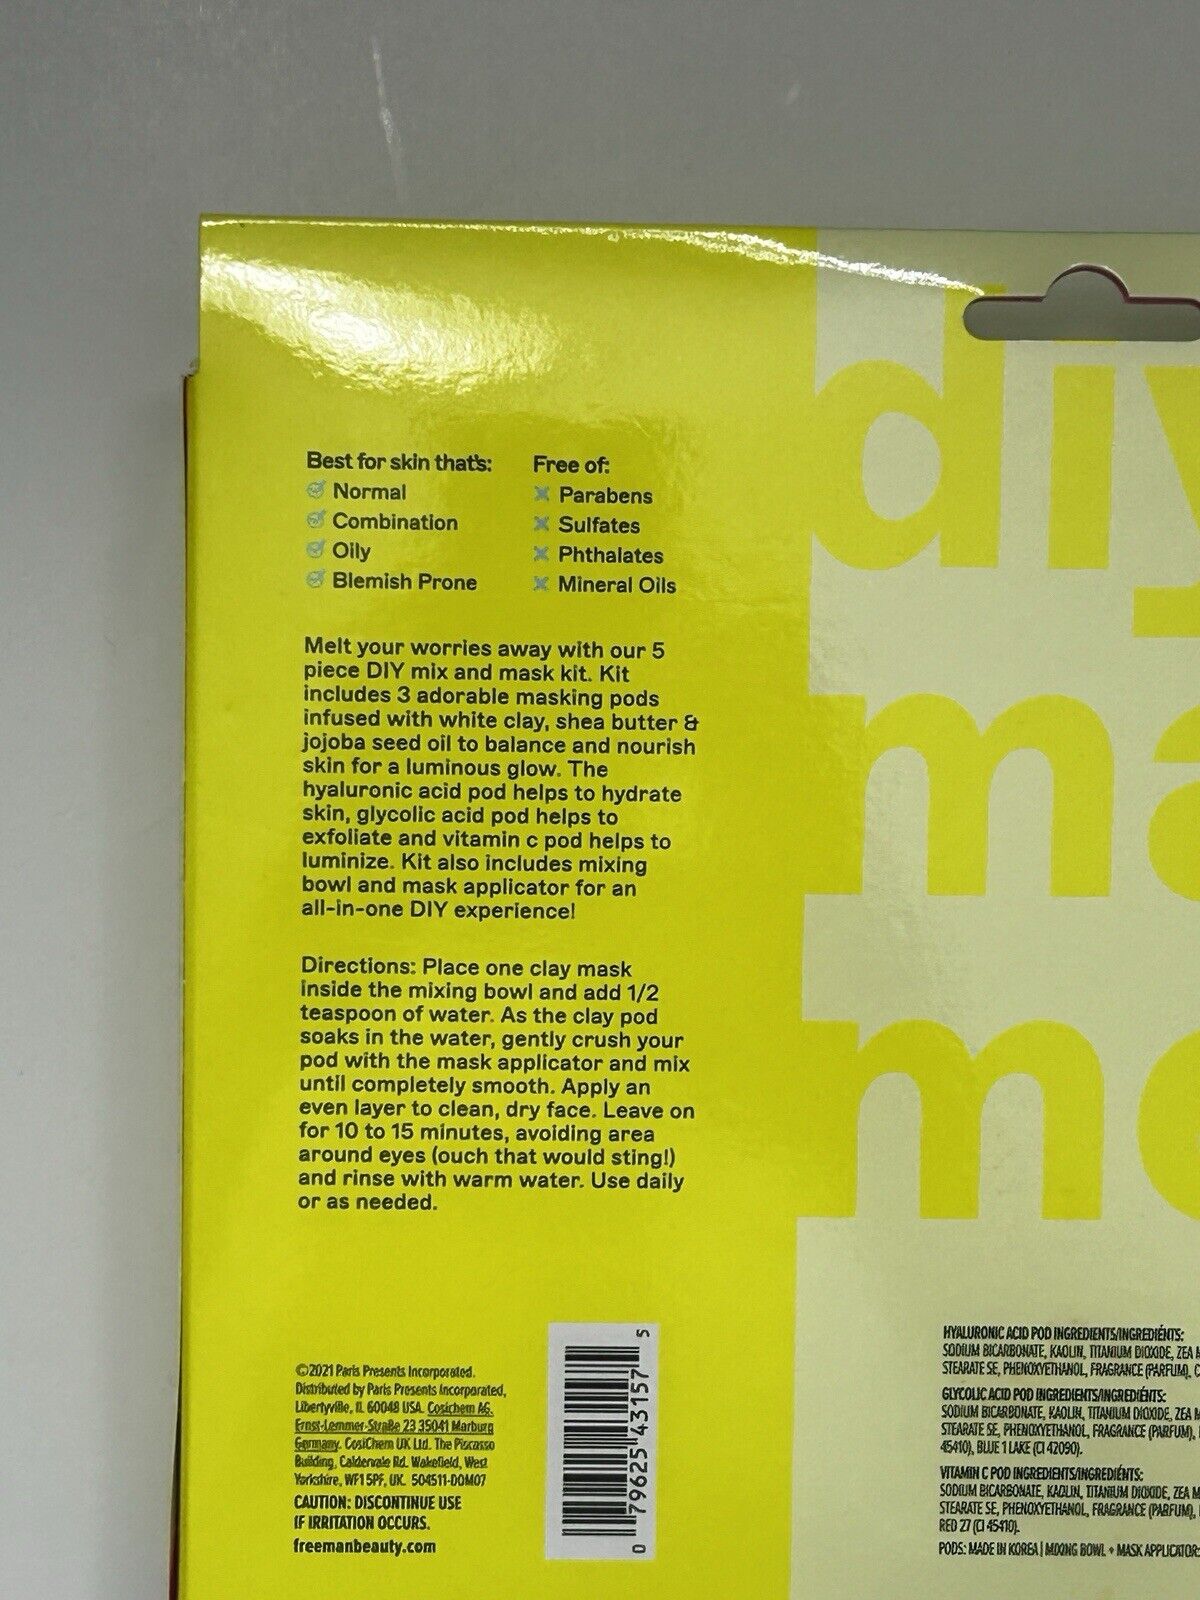 diy
ma
mo
Best for skin that's:
Normal
Combination
Oily
Blemish Prone
Free of:
Parabens
Sulfates
Phthalates
Mineral Oils
Melt your worries away with our 5
piece DIY mix and mask kit. Kit
includes 3 adorable masking pods
infused with white clay, shea butter &
jojoba seed oil to balance and nourish
skin for a luminous glow. The
hyaluronic acid pod helps to hydrate
skin, glycolic acid pod helps to
exfoliate and vitamin c pod helps to
luminize. Kit also includes mixing
bowl and mask applicator for an
all-in-one DIY experience!
Directions: Place one clay mask
inside the mixing bowl and add 1/2
teaspoon of water. As the clay pod
soaks in the water, gently crush your
pod with the mask applicator and mix
until completely smooth. Apply an
even layer to clean, dry face. Leave on
for 10 to 15 minutes, avoiding area
around eyes (ouch that would sting!)
and rinse with warm water. Use daily
or as needed.
©2021 Paris Presents Incorporated.
Distributed by Paris Presents Incorporated,
Libertyville, IL 60048 USA. Cosichem AG.
Ernst-Lemmer-Straße 23 35041 Marburg
Germany. CosiChem UK Ltd. The Piscasso
Building, Caldervale Rd. Wakefield, West
Yorkshire, WF1 5PF, UK. 504511-DOM07
CAUTION: DISCONTINUE USE
IF IRRITATION OCCURS.
freemanbeauty.com
0 79625 43157 5
HYALURONIC ACID POD INGREDIENTS/INGREDIÉNTS:
SODIUM BICARBONATE, KAOLIN, TITANIUM DIOXIDE, ZEA
STEARATE SE, PHENOXYETHANOL, FRAGRANCE (PARFUM),
GLYCOLIC ACID POD INGREDIENTS/INGREDIÉNTS:
SODIUM BICARBONATE, KAOLIN, TITANIUM DIOXIDE, ZEA
STEARATE SE, PHENOXYETHANOL, FRAGRANCE (PARFUM),
45410), BLUE 1 LAKE (CI 42090).
VITAMIN C POD INGREDIENTS/INGREDIÉNTS:
SODIUM BICARBONATE, KAOLIN, TITANIUM DIOXIDE, ZEA
STEARATE SE, PHENOXYETHANOL, FRAGRANCE (PARFUM),
RED 27 (CI 45410).
PODS: MADE IN KOREA | MIXING BOWL + MASK APPLICATOR: